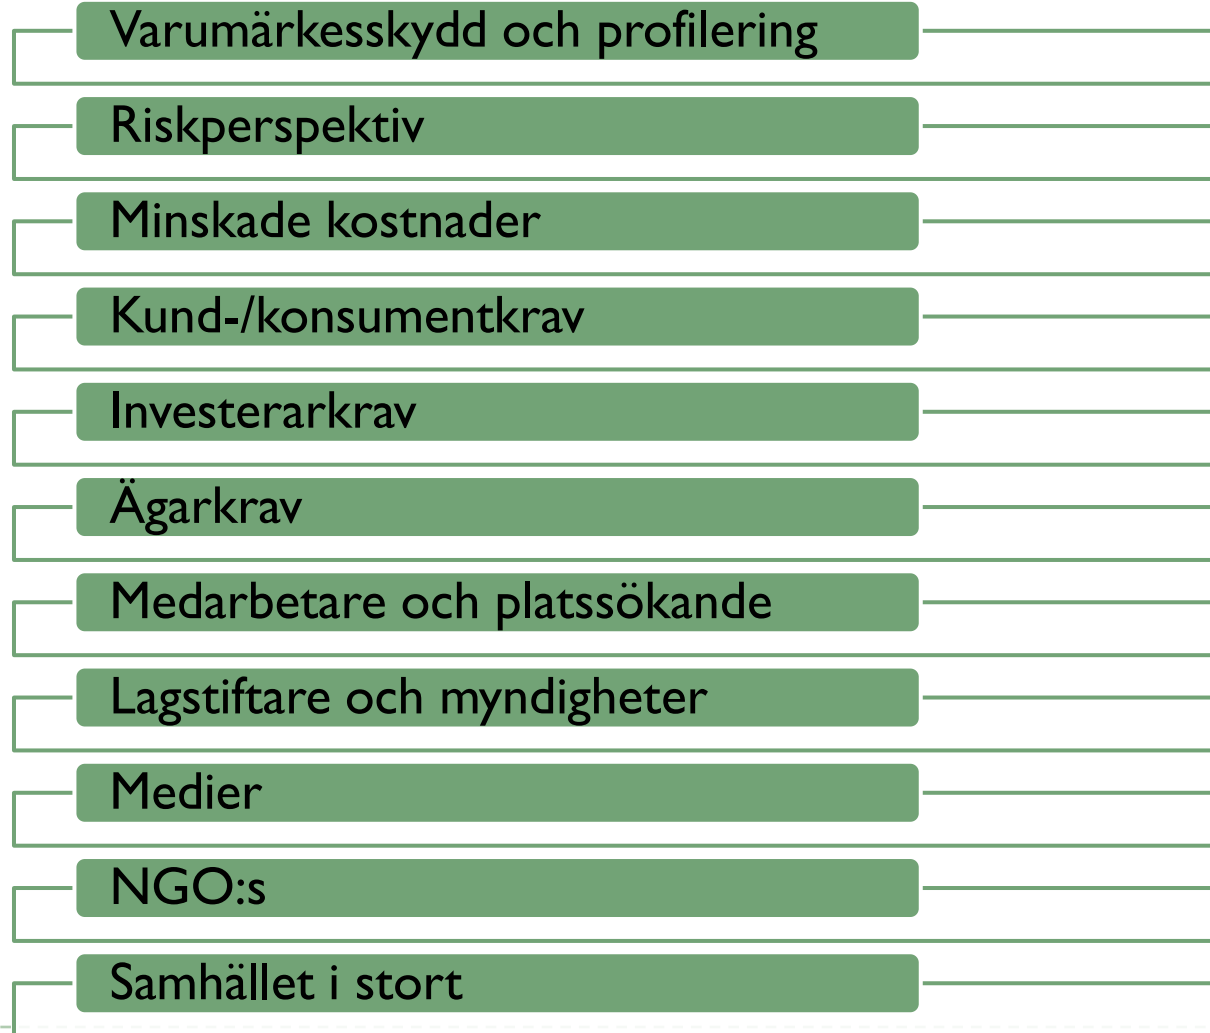 Varumärkesskydd och profilering
Riskperspektiv
Minskade kostnader
Kund-/konsumentkrav
Investerarkrav
Ägarkrav
Medarbetare och platssökande
Lagstiftare och myndigheter
Medier
NGO:s
Samhället i stort